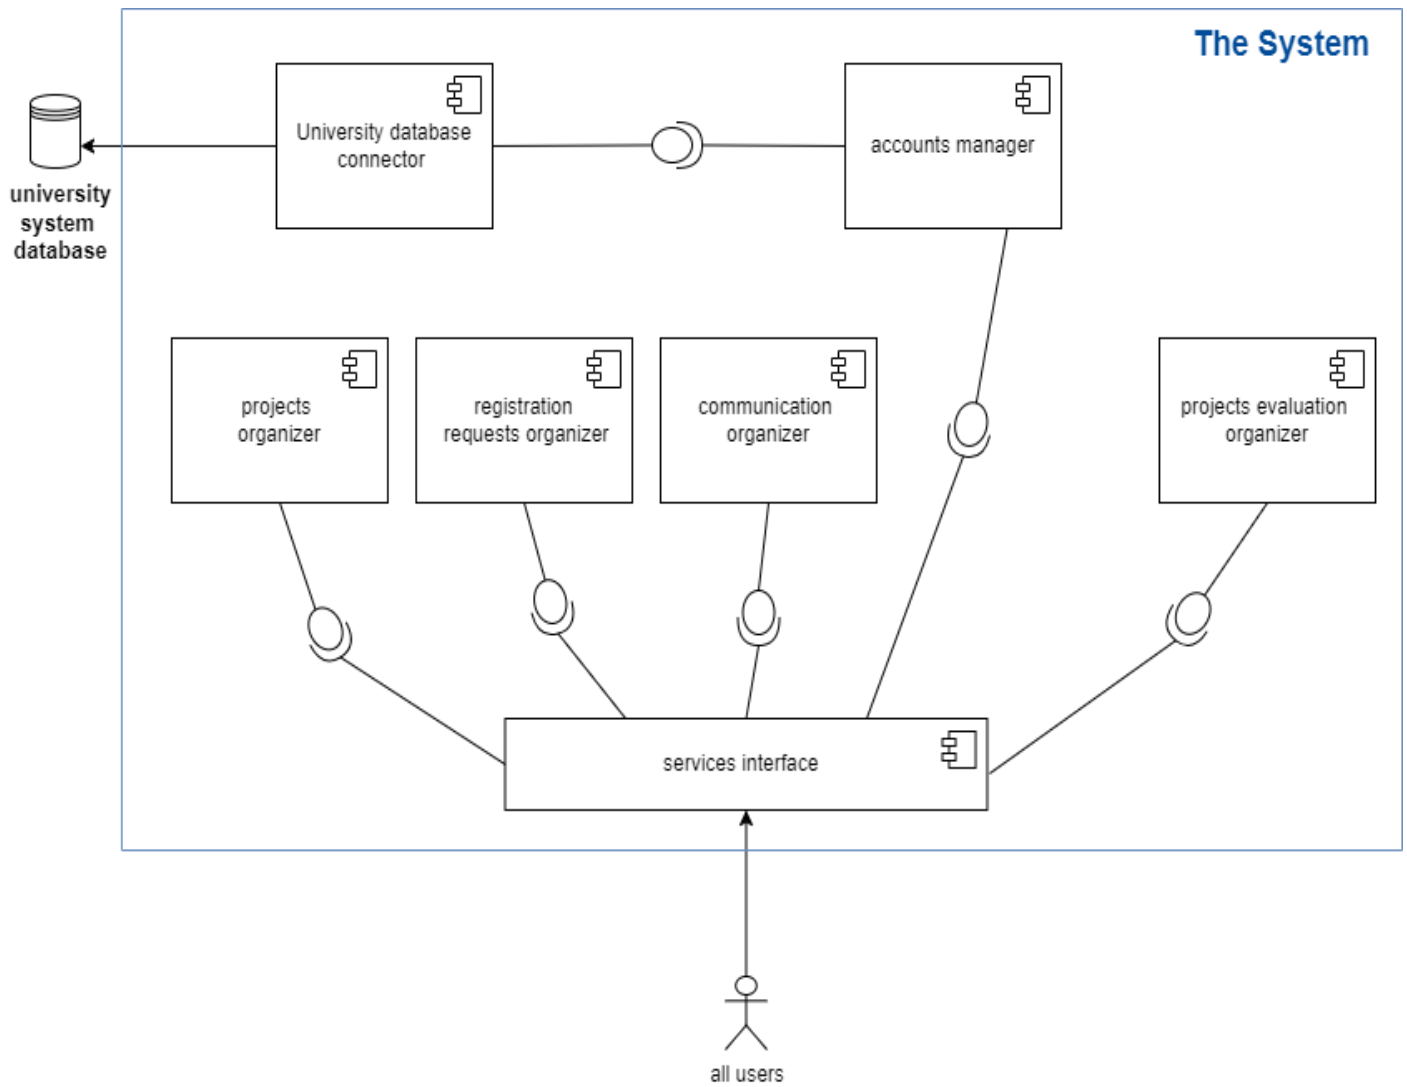 The System
University database
connector
accounts manager
university
system
database
projects
organizer
registration
requests organizer
communication
organizer
projects evaluation
organizer
services interface
all users